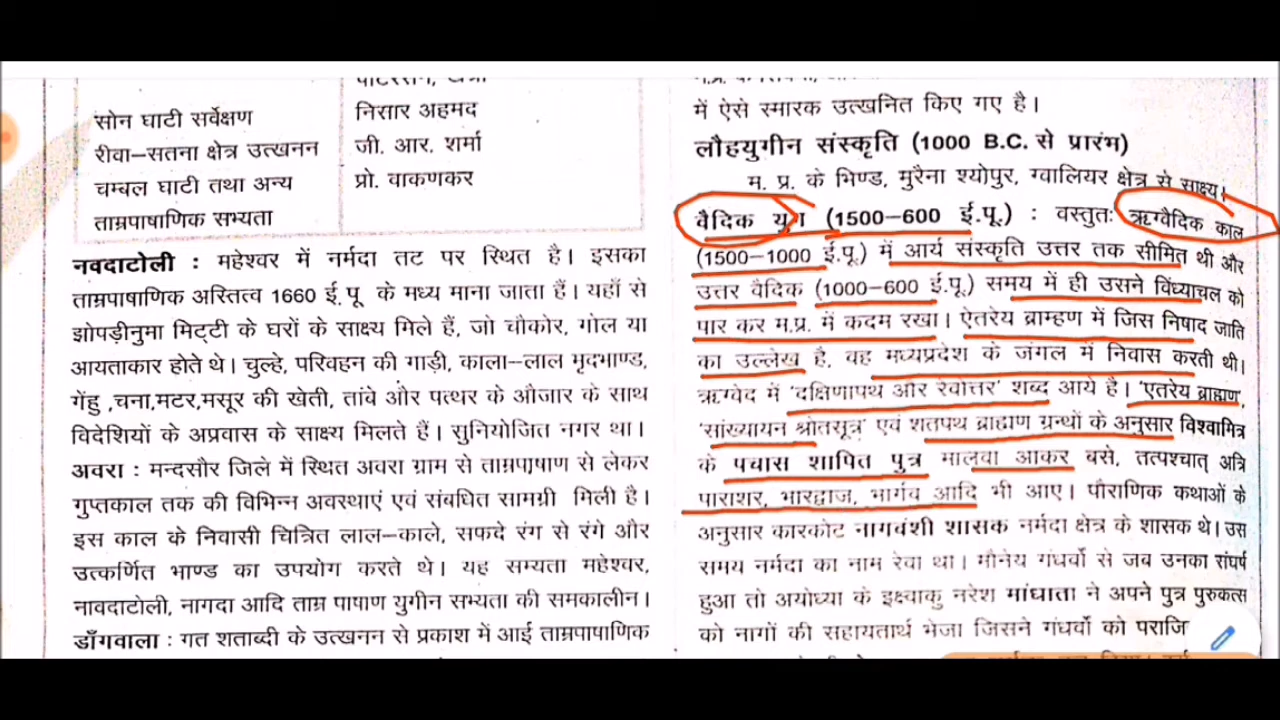 सोन घाटी सर्वेक्षण
निसार अहमद
रीवा–सतना क्षेत्र उत्खनन
जी. आर. शर्मा
चम्बल घाटी तथा अन्य
प्रो. वाकणकर
ताम्रपाषाणिक सभ्यता
नवदाटोली : महेश्वर में नर्मदा तट पर स्थित है। इसका
ताम्रपाषाणिक अस्तित्व 1660 ई.पू. के मध्य माना जाता हैं। यहाँ से
झोपड़ीनुमा मिट्टी के घरों के साक्ष्य मिले हैं, जो चौकोर, गोल या
आयताकार होते थे। चुल्हे, परिवहन की गाड़ी, काला–लाल मृदभाण्ड,
गेंहु ,चना,मटर,मसूर की खेती, तांबे और पत्थर के औजार के साथ
विदेशियों के अप्रवास के साक्ष्य मिलते हैं। सुनियोजित नगर था।
अवरा : मन्दसौर जिले में स्थित अवरा ग्राम से ताम्रपाषाण से लेकर
गुप्तकाल तक की विभिन्न अवस्थाएं एवं संबधित सामग्री मिली है।
इस काल के निवासी चित्रित लाल–काले, सफदे रंग से रंगे और
उत्कर्णित भाण्ड का उपयोग करते थे। यह सम्यता महेश्वर,
नावदाटोली, नागदा आदि ताम्र पाषाण युगीन सभ्यता की समकालीन।
डाँगवाला : गत शताब्दी के उत्खनन से प्रकाश में आई ताम्रपाषाणिक
में ऐसे स्मारक उत्खनित किए गए है।
लौहयुगीन संस्कृति (1000 B.C. से प्रारंभ)
म. प्र. के भिण्ड, मुरैना श्योपुर, ग्वालियर क्षेत्र से साक्ष्य।
वैदिक युग (1500–600 ई.पू.) : वस्तुतः ऋग्वैदिक काल
(1500–1000 ई.पू.) में आर्य संस्कृति उत्तर तक सीमित थी और
उत्तर वैदिक (1000–600 ई.पू.) समय में ही उसने विंध्याचल को
पार कर म.प्र. में कदम रखा। ऐतरेय ब्राम्हण में जिस निषाद जाति
का उल्लेख है, वह मध्यप्रदेश के जंगल में निवास करती थी।
ऋग्वेद में 'दक्षिणापथ और रेवोत्तर' शब्द आये है। 'एतरेय ब्राह्मण',
'सांख्यायन श्रोतसूत्र' एवं शतपथ ब्राह्मण ग्रन्थों के अनुसार विश्वामित्र
के पचास शापित पुत्र मालवा आकर बसे, तत्पश्चात् अत्रि
पाराशर, भारद्वाज, भार्गव आदि भी आए। पौराणिक कथाओं के
अनुसार कारकोट नागवंशी शासक नर्मदा क्षेत्र के शासक थे। उस
समय नर्मदा का नाम रेवा था। मौनेय गंधर्वो से जब उनका संघर्ष
हुआ तो अयोध्या के इक्ष्वाकु नरेश मांधाता ने अपने पुत्र पुरुकत्स
को नागों की सहायतार्थ भेजा जिसने गंधर्वो को पराजि